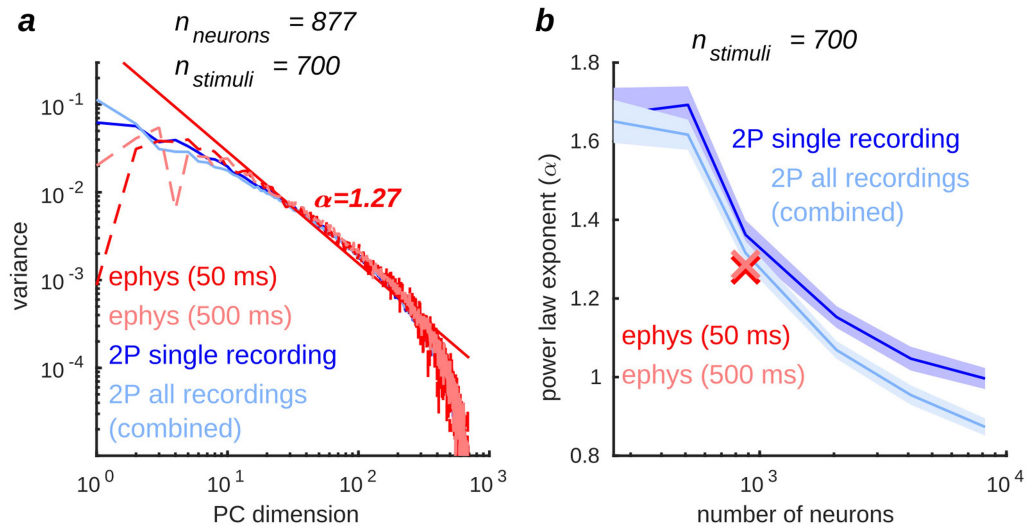 a
n neurons = 877
n stimuli = 700
10^-1
10^-2
10^-3
10^-4
variance
α=1.27
ephys (50 ms)
ephys (500 ms)
2P single recording
2P all recordings
(combined)
10^0 10^1 10^2 10^3
PC dimension
b
n stimuli = 700
1.8
1.6
1.4
1.2
1
0.8
power law exponent (α)
2P single recording
2P all recordings
(combined)
ephys (50 ms)
ephys (500 ms)
10^3 10^4
number of neurons